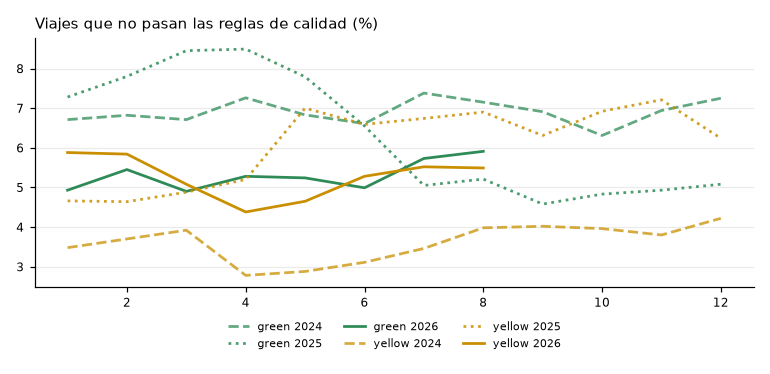 Viajes que no pasan las reglas de calidad (%)
8
7
6
5
4
3
2 4 6 8 10 12
green 2024 green 2026 yellow 2025
green 2025 yellow 2024 yellow 2026